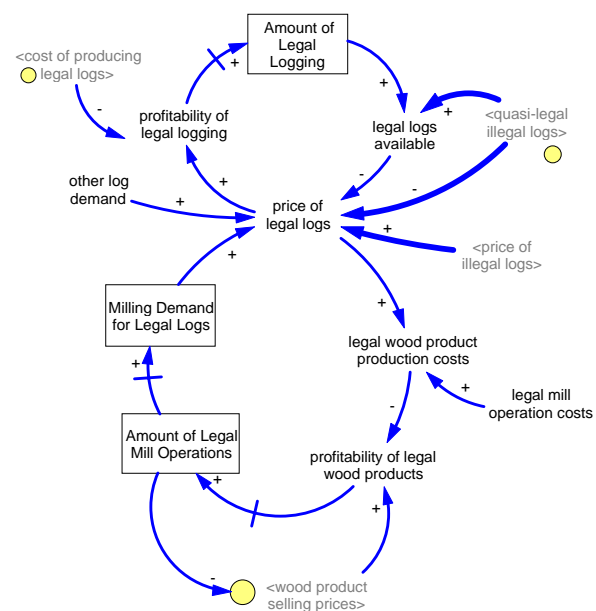 Amount of
Legal
Logging
<cost of producing
legal logs>
+
+
-
profitability of
legal logging
legal logs
available
+
<quasi-legal
illegal logs>
-
other log
demand
+
+
-
price of
legal logs
+
<price of
illegal logs>
+
Milling Demand
for Legal Logs
+
legal wood product
production costs
+
+
legal mill
operation costs
-
Amount of Legal
Mill Operations
profitability of legal
wood products
+
+
-
<wood product
selling prices>